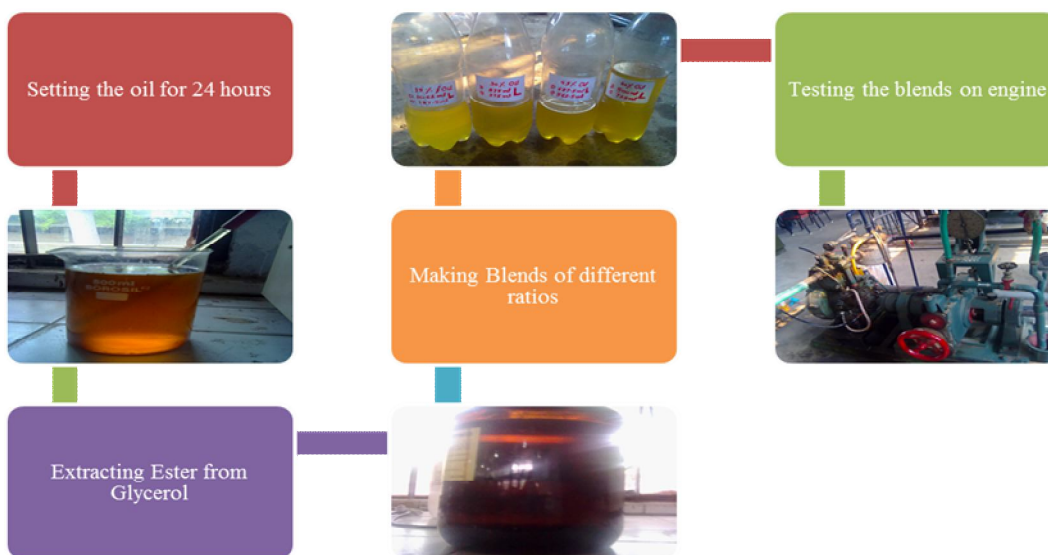 Setting the oil for 24 hours
Extracting Ester from
Glycerol
Making Blends of different
ratios
Testing the blends on engine